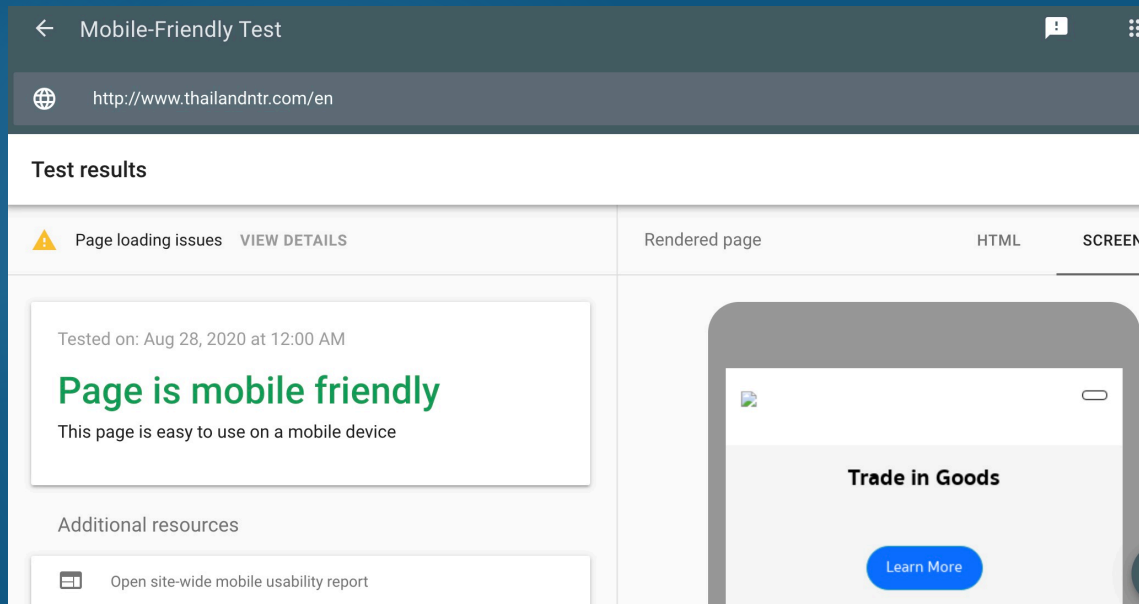 Mobile-Friendly Test
http://www.thailandntr.com/en
Test results
Page loading issues VIEW DETAILS
Rendered page HTML SCREEN
Tested on: Aug 28, 2020 at 12:00 AM
Page is mobile friendly
This page is easy to use on a mobile device
Additional resources
Open site-wide mobile usability report
Trade in Goods
Learn More